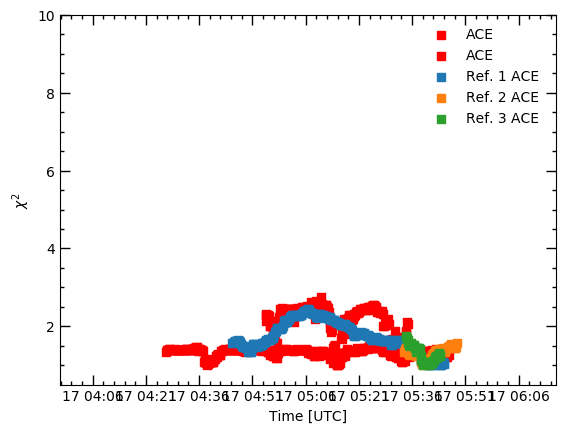 10
8
6
4
2
χ²
ACE
ACE
Ref. 1 ACE
Ref. 2 ACE
Ref. 3 ACE
17 04:06 17 04:21 17 04:36 17 04:51 17 05:06 17 05:21 17 05:36 17 05:51 17 06:06
Time [UTC]